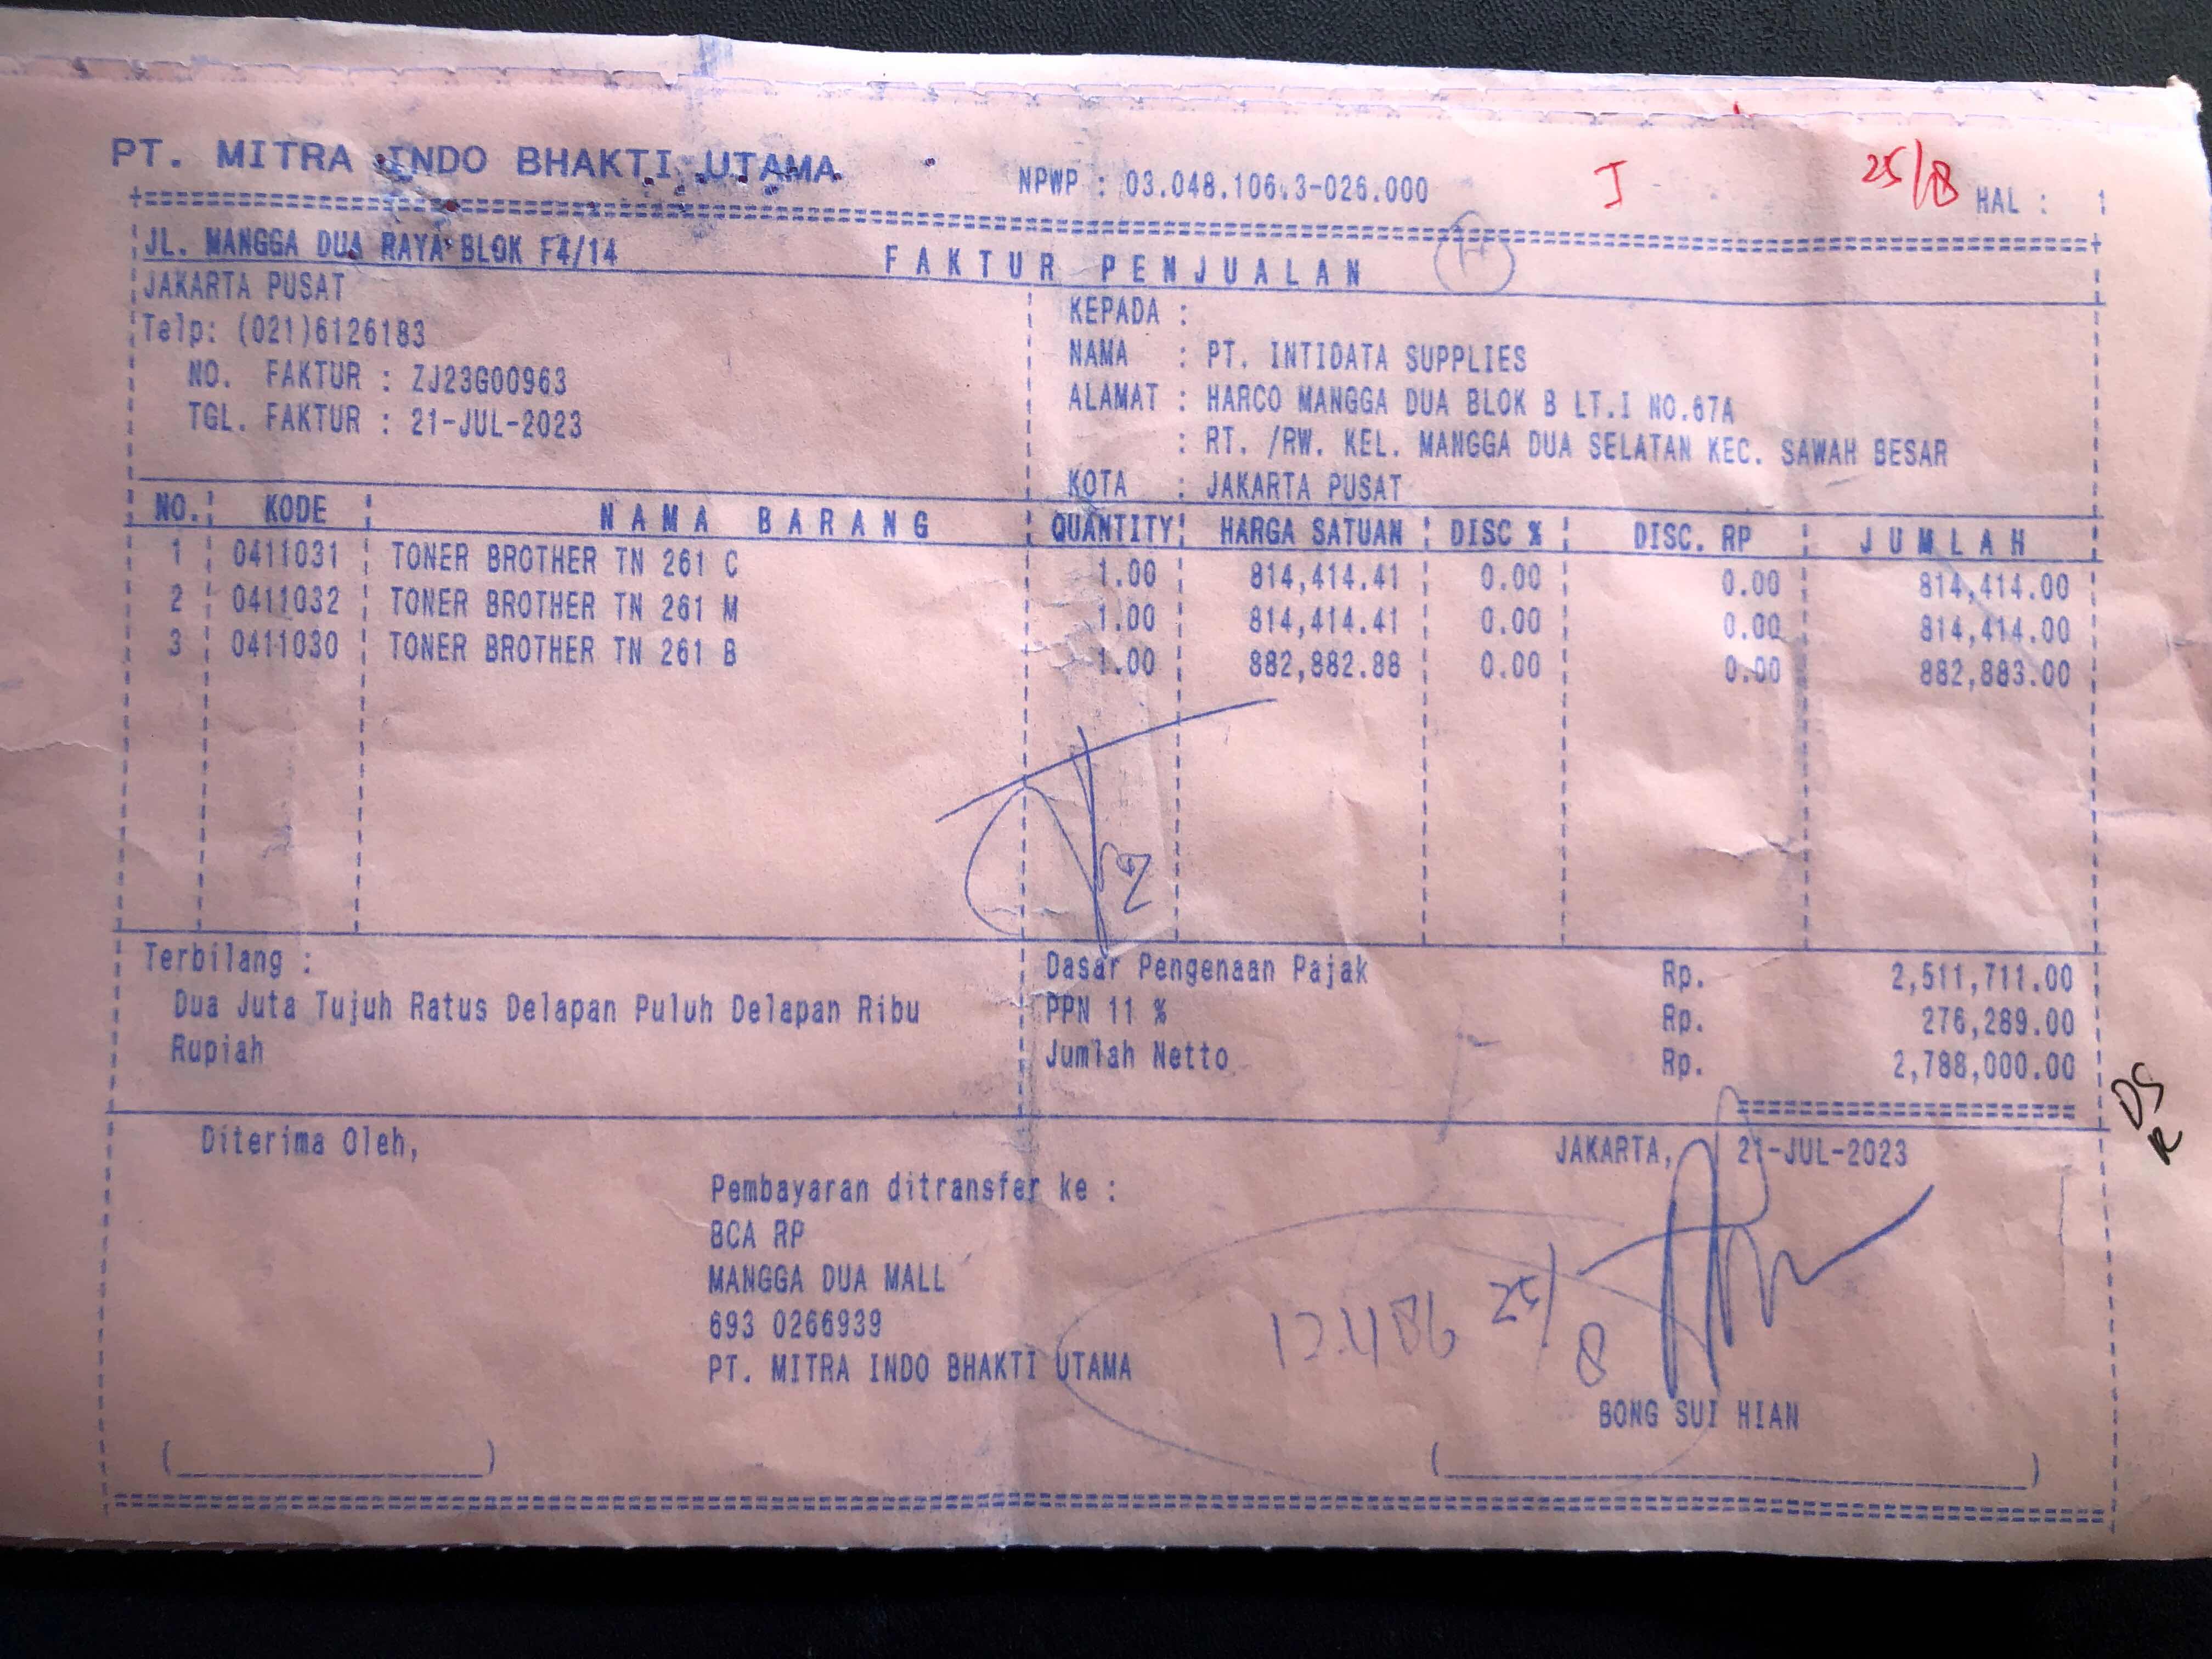 PT. MITRA INDO BHAKTI UTAMA
NPWP : 03.048.106.3-026.000
J
25/8
HAL : 1
JL. MANGGA DUA RAYA BLOK F4/14
FAKTUR PENJUALAN
JAKARTA PUSAT
Telp: (021)6126183
NO. FAKTUR : ZJ23G00963
TGL. FAKTUR : 21-JUL-2023
KEPADA :
NAMA : PT. INTIDATA SUPPLIES
ALAMAT : HARCO MANGGA DUA BLOK B LT.I NO.67A
: RT. /RW. KEL. MANGGA DUA SELATAN KEC. SAWAH BESAR
KOTA : JAKARTA PUSAT
NO. KODE NAMA BARANG QUANTITY HARGA SATUAN DISC % DISC. RP JUMLAH
1 0411031 TONER BROTHER TN 261 C 1.00 814,414.41 0.00 0.00 814,414.00
2 0411032 TONER BROTHER TN 261 M 1.00 814,414.41 0.00 0.00 814,414.00
3 0411030 TONER BROTHER TN 261 B 1.00 882,882.88 0.00 0.00 882,883.00
Terbilang :
Dua Juta Tujuh Ratus Delapan Puluh Delapan Ribu
Rupiah
Dasar Pengenaan Pajak Rp. 2,511,711.00
PPN 11 % Rp. 276,289.00
Jumlah Netto Rp. 2,788,000.00
DS
Diterima Oleh,
JAKARTA, 21-JUL-2023
Pembayaran ditransfer ke :
BCA RP
MANGGA DUA MALL
693 0266939
PT. MITRA INDO BHAKTI UTAMA
25/8
BONG SUI HIAN